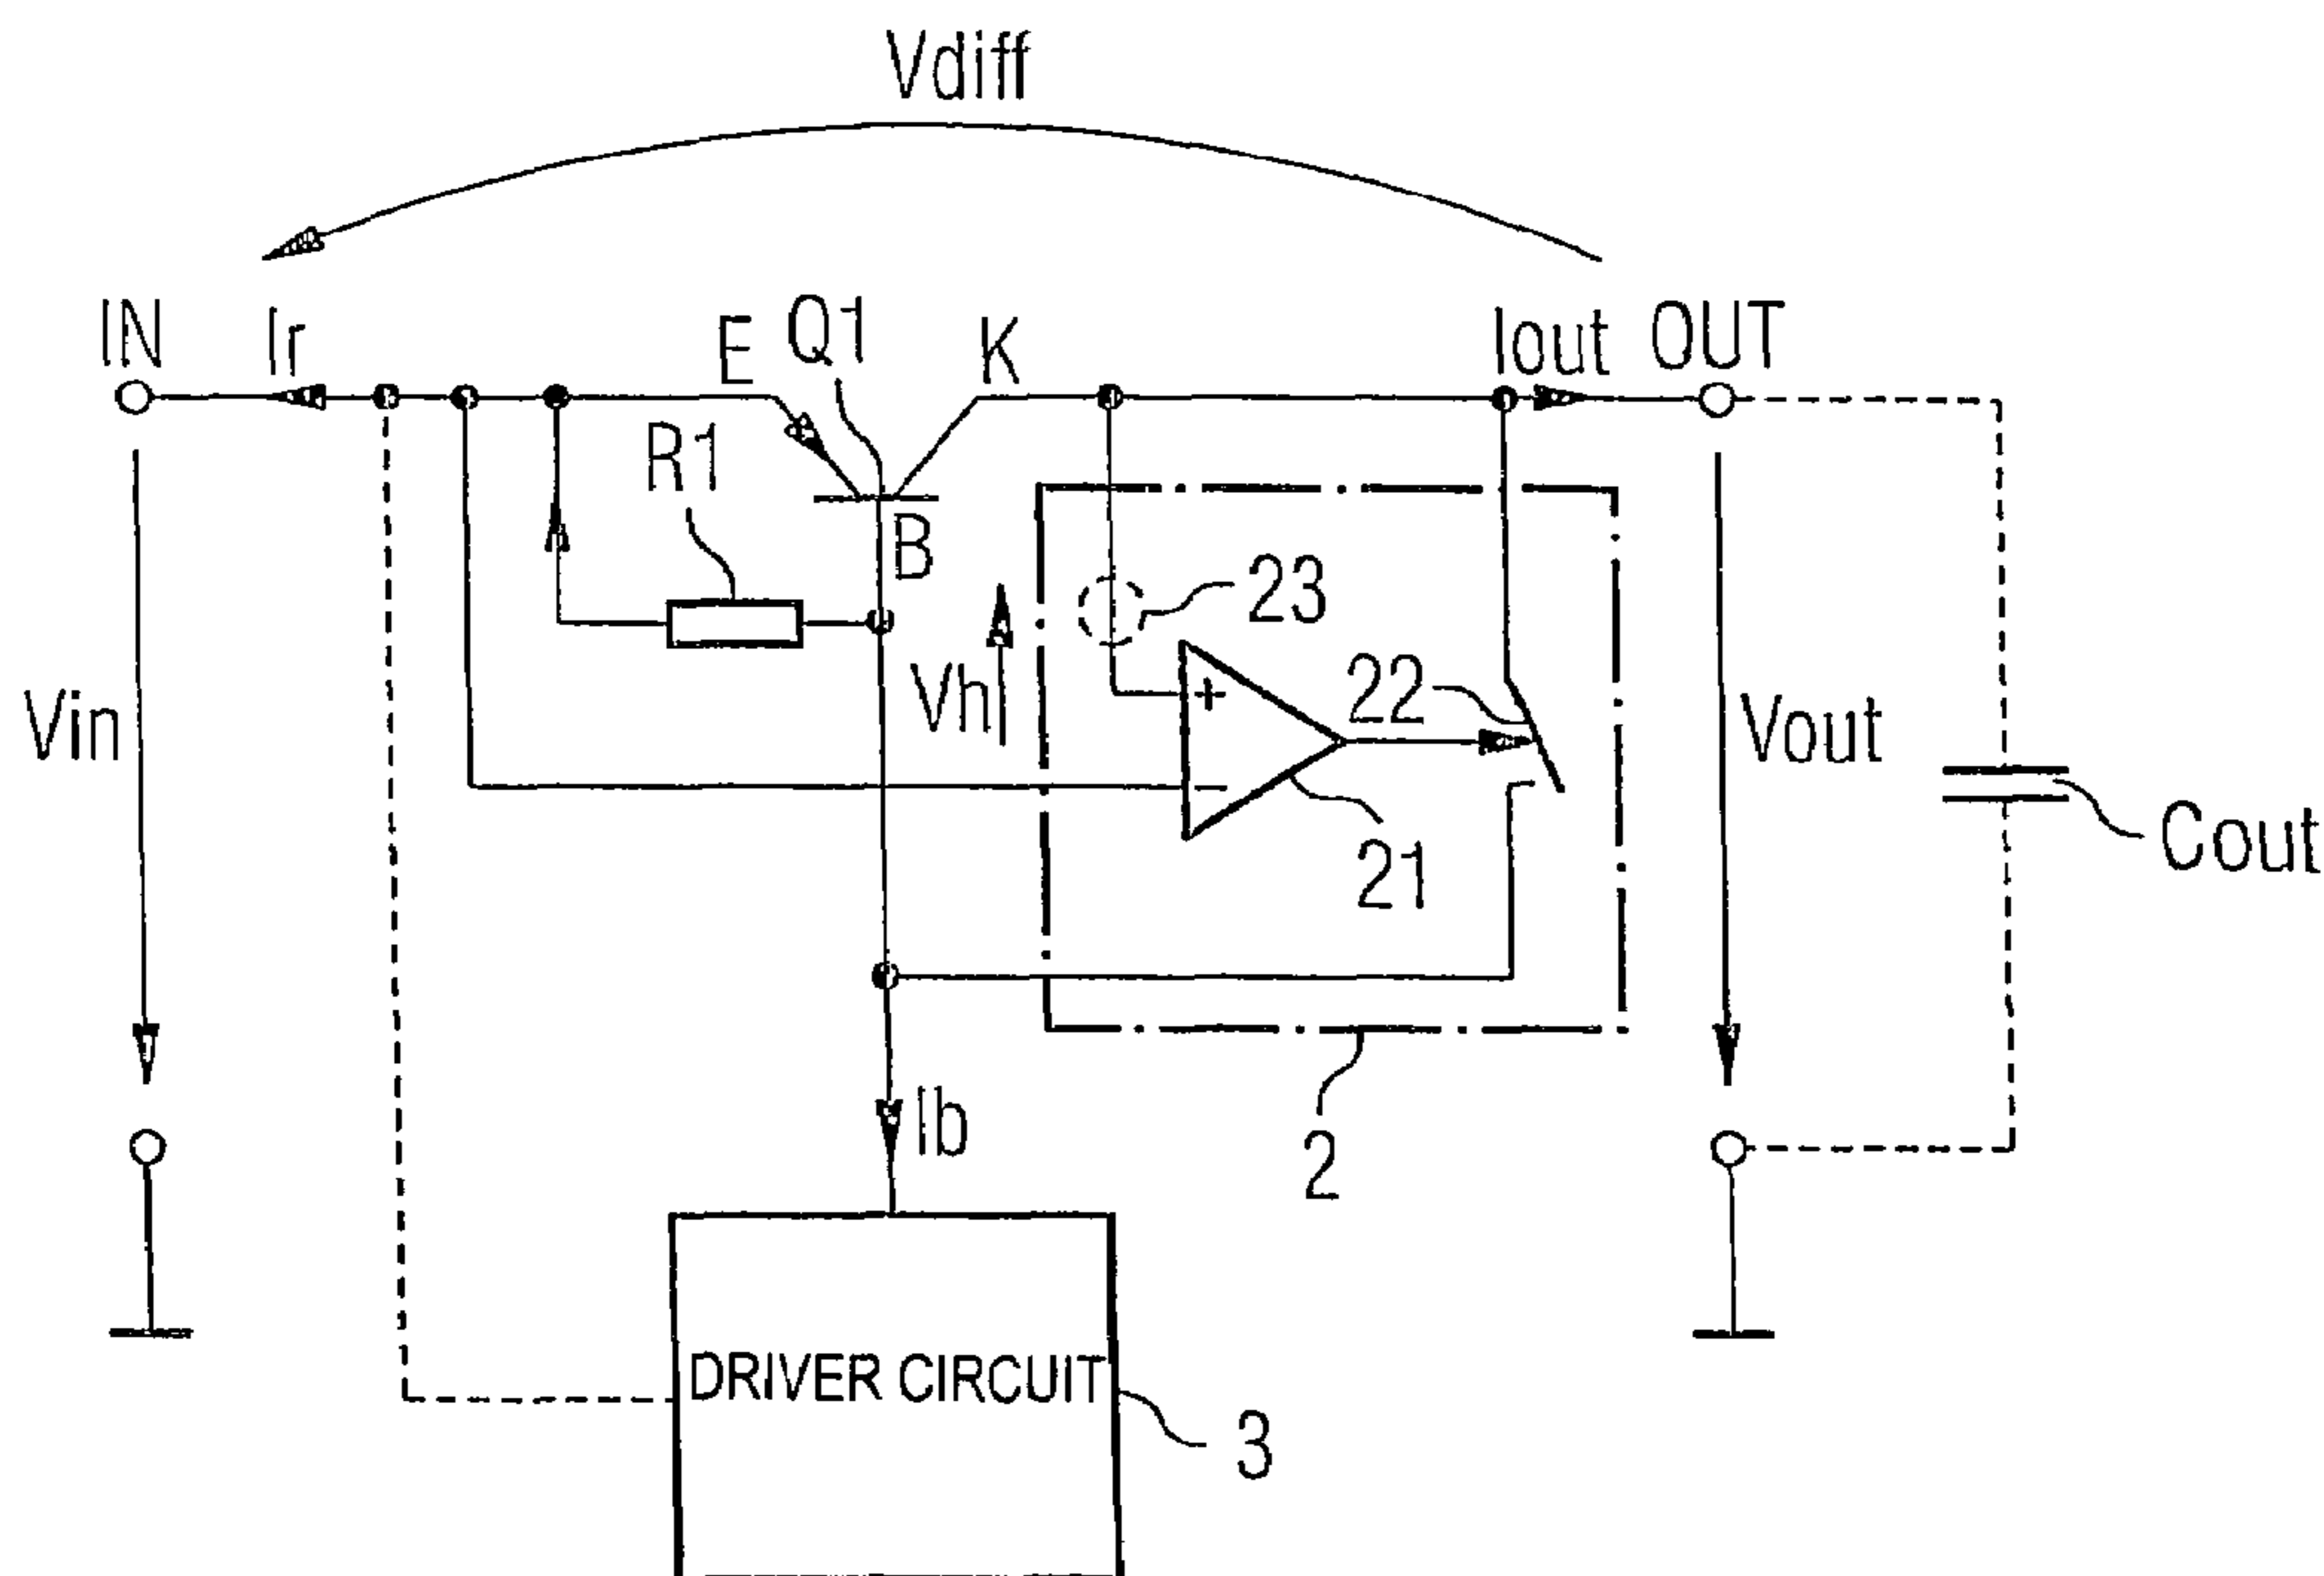 Vdiff
IN
Ir
E
Q1
K
Iout
OUT
R1
B
23
Vh
+
22
Vin
Vout
−
21
Cout
Ib
2
DRIVER CIRCUIT
3